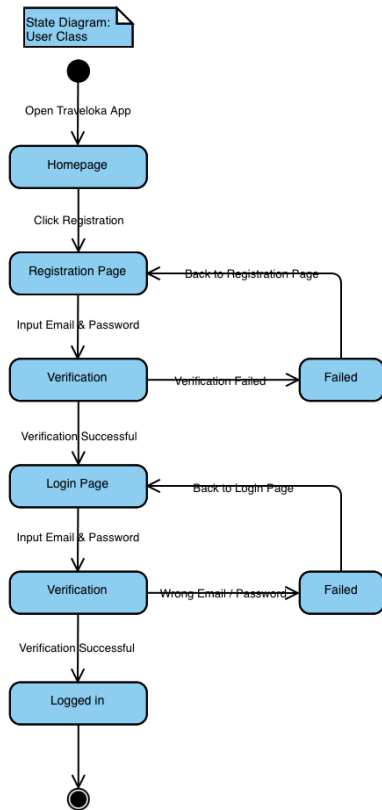 State Diagram:
User Class
Open Traveloka App
Homepage
Click Registration
Registration Page
Back to Registration Page
Input Email & Password
Verification
Verification Failed
Failed
Verification Successful
Login Page
Back to Login Page
Input Email & Password
Verification
Wrong Email / Password
Failed
Verification Successful
Logged in